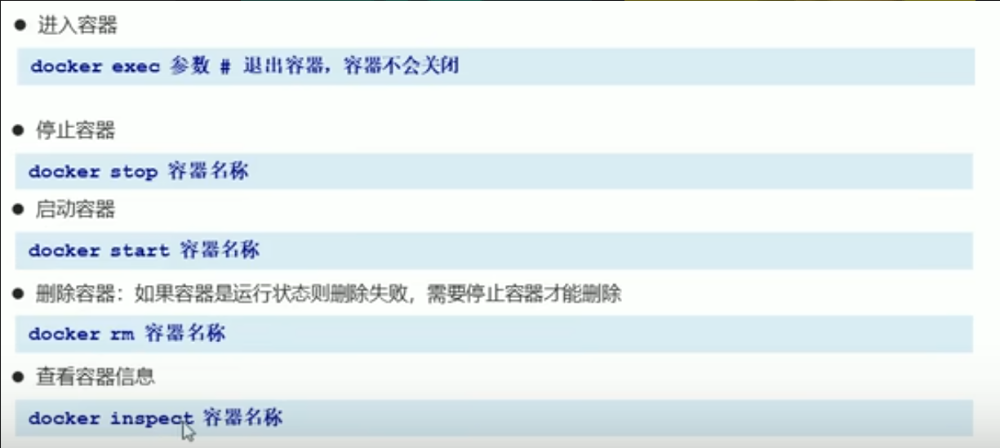 ● 进入容器
docker exec 参数 # 退出容器，容器不会关闭
● 停止容器
docker stop 容器名称
● 启动容器
docker start 容器名称
● 删除容器：如果容器是运行状态则删除失败，需要停止容器才能删除
docker rm 容器名称
● 查看容器信息
docker inspect 容器名称